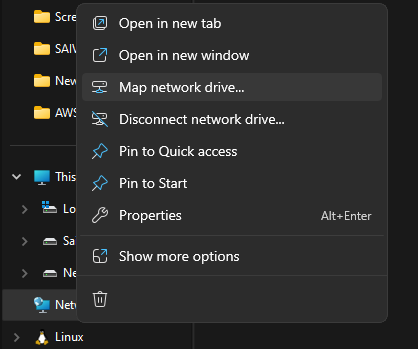 Scre
SAIV
New
AWS
This
Lo
Sa
Ne
Netw
Linux
Open in new tab
Open in new window
Map network drive...
Disconnect network drive...
Pin to Quick access
Pin to Start
Properties Alt+Enter
Show more options